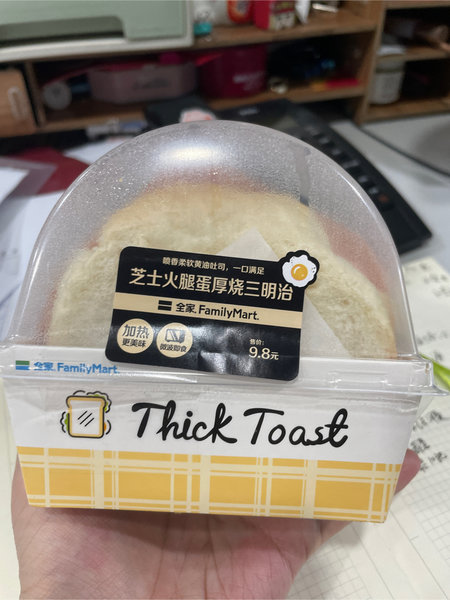 喷香柔软黄油吐司，一口满足
芝士火腿蛋厚烧三明治
全家 FamilyMart.
加热
更美味
微波即食
售价：
9.8元
全家 FamilyMart.
Thick Toast